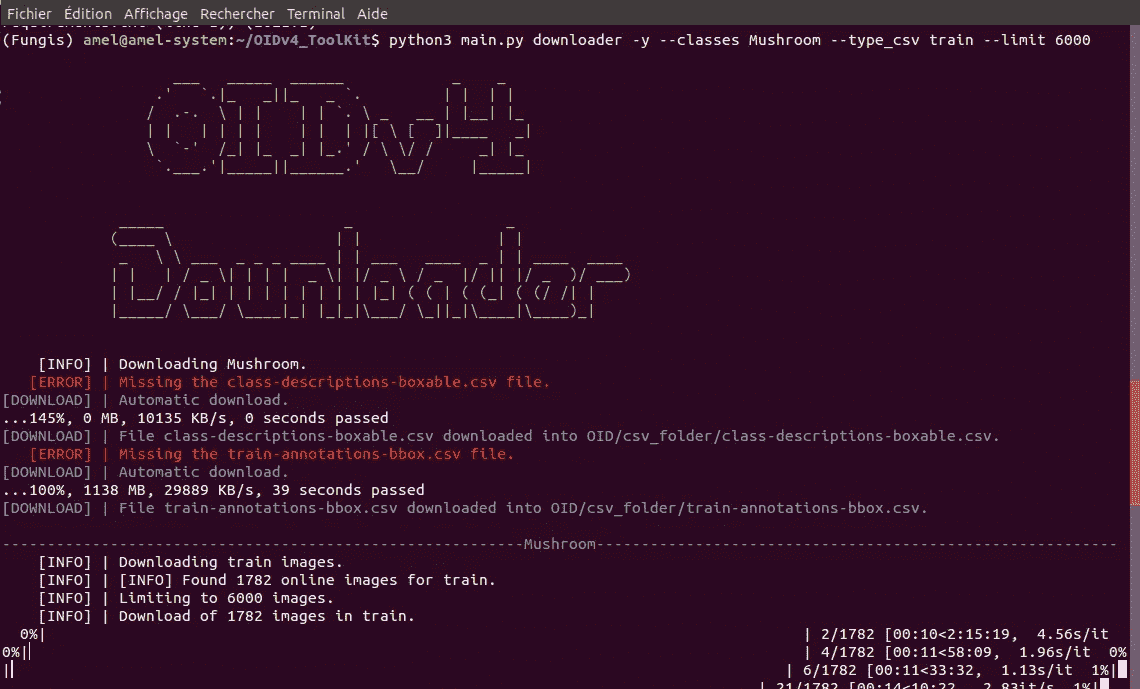 Fichier Édition Affichage Rechercher Terminal Aide
(Fungis) amel@amel-system:~/OIDv4_ToolKit$ python3 main.py downloader -y --classes Mushroom --type_csv train --limit 6000
OIDv4
Downloader
[INFO] | Downloading Mushroom.
[ERROR] | Missing the class-descriptions-boxable.csv file.
[DOWNLOAD] | Automatic download.
...145%, 0 MB, 10135 KB/s, 0 seconds passed
[DOWNLOAD] | File class-descriptions-boxable.csv downloaded into OID/csv_folder/class-descriptions-boxable.csv.
[ERROR] | Missing the train-annotations-bbox.csv file.
[DOWNLOAD] | Automatic download.
...100%, 1138 MB, 29889 KB/s, 39 seconds passed
[DOWNLOAD] | File train-annotations-bbox.csv downloaded into OID/csv_folder/train-annotations-bbox.csv.
----------------------------------------------------------Mushroom----------------------------------------------------------
[INFO] | Downloading train images.
[INFO] | [INFO] Found 1782 online images for train.
[INFO] | Limiting to 6000 images.
[INFO] | Download of 1782 images in train.
0%| | 2/1782 [00:10<2:15:19, 4.56s/it
0%| | 4/1782 [00:11<58:09, 1.96s/it 0%
| | 6/1782 [00:11<33:32, 1.13s/it 1%|
| 21/1782 [00:14<10:22, 2.83it/s 1%|